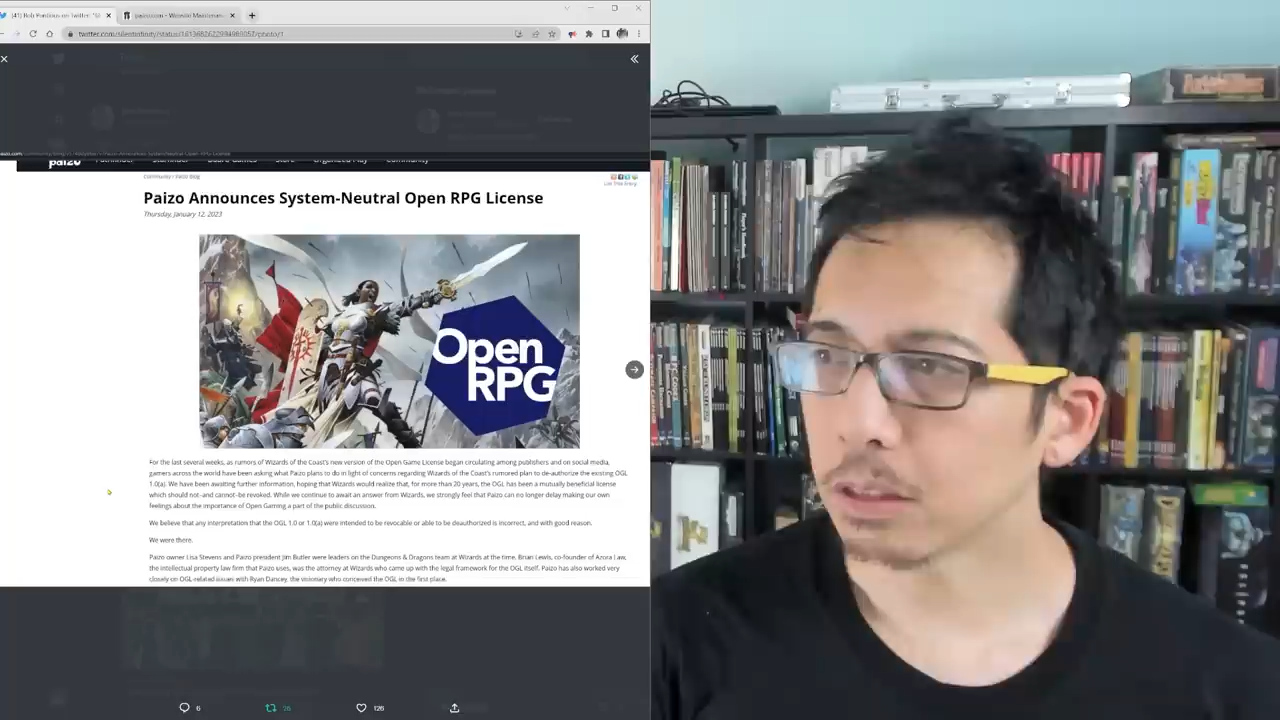 (41) Rob Pontious on Twitter: "
paizo.com - Website Maintenan
Paizo Announces System-Neutral Open RPG License
Thursday, January 12, 2023
Open
RPG
For the last several weeks, as rumors of Wizards of the Coast's new version of the Open Game License began circulating among publishers and on social media,
gamers across the world have been asking what Paizo plans to do in light of concerns regarding Wizards of the Coast's rumored plan to de-authorize the existing OGL
1.0(a). We have been awaiting further information, hoping that Wizards would realize that, for more than 20 years, the OGL has been a mutually beneficial license
which should not–and cannot–be revoked. While we continue to await an answer from Wizards, we strongly feel that Paizo can no longer delay making our own
feelings about the importance of Open Gaming a part of the public discussion.
We believe that any interpretation that the OGL 1.0 or 1.0(a) were intended to be revocable or able to be deauthorized is incorrect, and with good reason.
We were there.
Paizo owner Lisa Stevens and Paizo president Jim Butler were leaders on the Dungeons & Dragons team at Wizards at the time. Brian Lewis, co-founder of Azora Law,
the intellectual property law firm that Paizo uses, was the attorney at Wizards who came up with the legal framework for the OGL itself. Paizo has also worked very
closely on OGL-related issues with Ryan Dancey, the visionary who conceived the OGL in the first place.
6 76 126